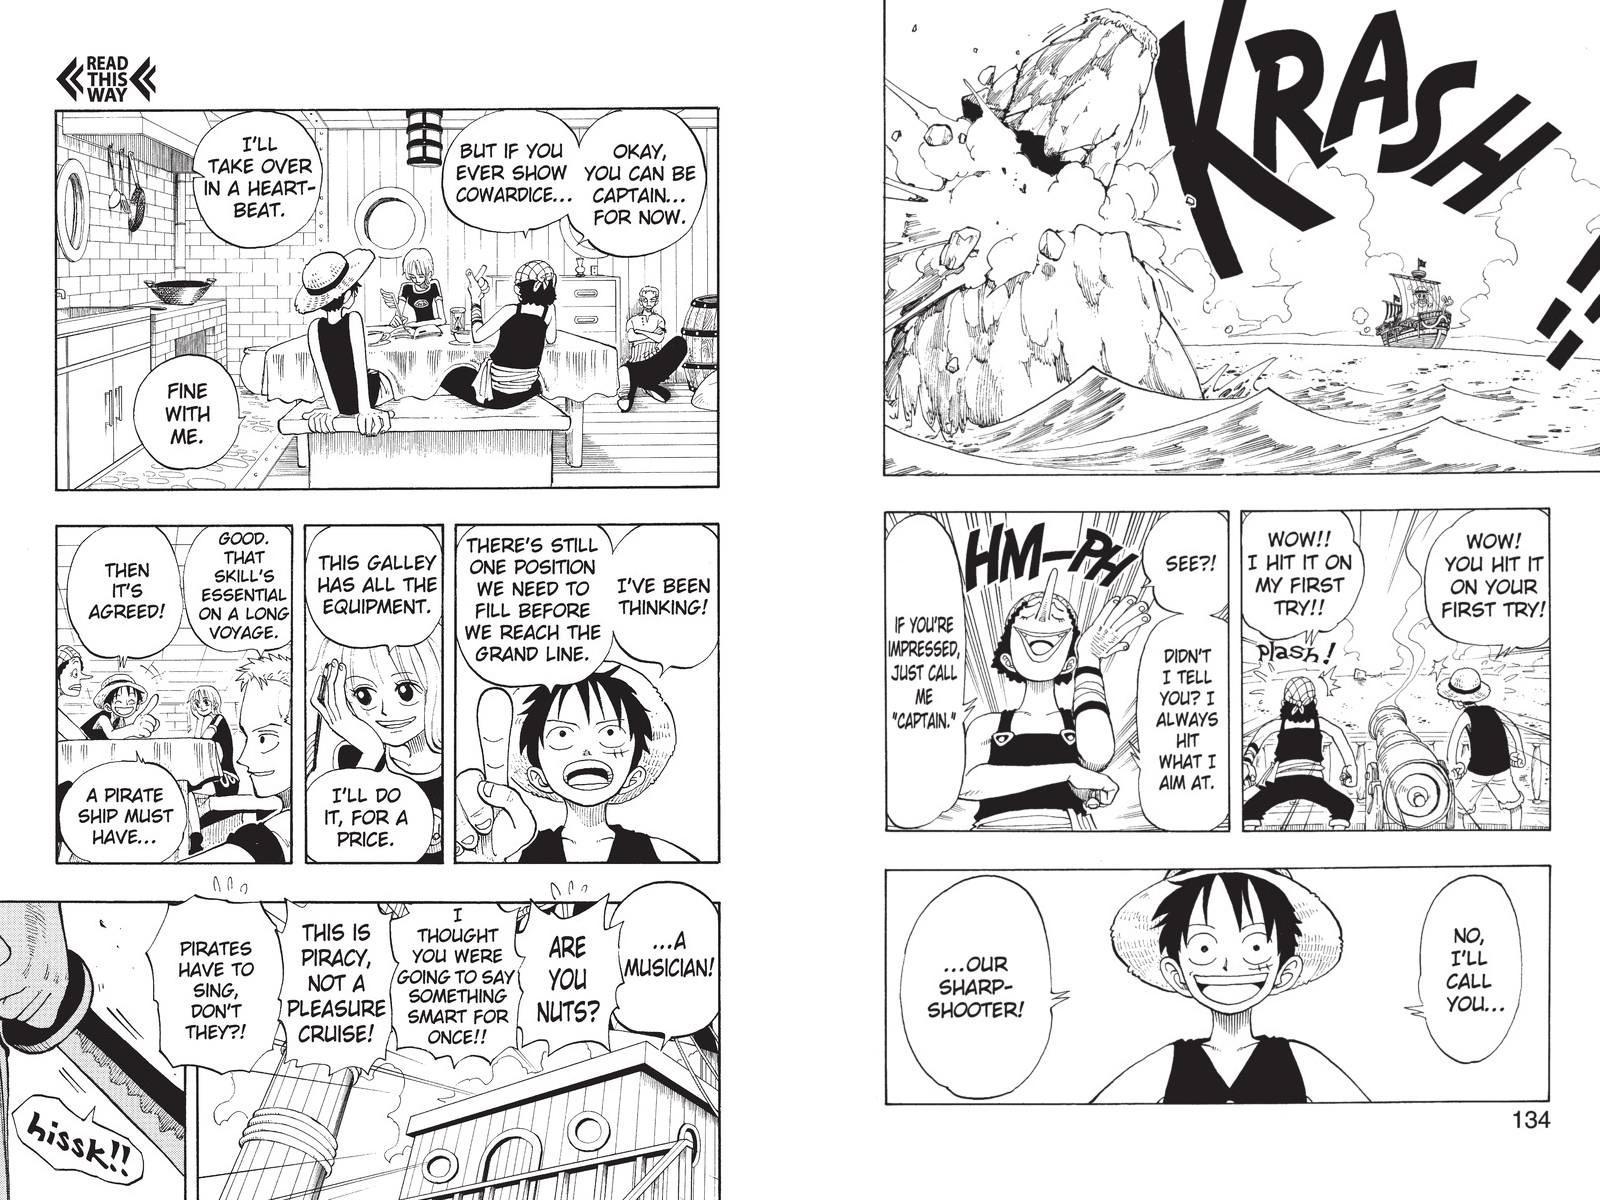 KRASH!!
WOW!
YOU HIT IT
ON YOUR
FIRST TRY!
WOW!!
I HIT IT ON
MY FIRST
TRY!!
plash!
SEE?!
DIDN'T
I TELL
YOU? I
ALWAYS
HIT
WHAT I
AIM AT.
HM—PH
IF YOU'RE
IMPRESSED,
JUST CALL
ME
"CAPTAIN."
NO,
I'LL
CALL
YOU...
...OUR
SHARP-
SHOOTER!
134
READ
THIS
WAY
OKAY,
YOU CAN BE
CAPTAIN...
FOR NOW.
BUT IF YOU
EVER SHOW
COWARDICE...
I'LL
TAKE OVER
IN A HEART-
BEAT.
FINE
WITH
ME.
I'VE BEEN
THINKING!
THERE'S STILL
ONE POSITION
WE NEED TO
FILL BEFORE
WE REACH THE
GRAND LINE.
THIS GALLEY
HAS ALL THE
EQUIPMENT.
I'LL DO
IT, FOR A
PRICE.
GOOD.
THAT
SKILL'S
ESSENTIAL
ON A LONG
VOYAGE.
THEN
IT'S
AGREED!
A PIRATE
SHIP MUST
HAVE...
...A
MUSICIAN!
ARE
YOU
NUTS?
I
THOUGHT
YOU WERE
GOING TO SAY
SOMETHING
SMART FOR
ONCE!!
THIS IS
PIRACY,
NOT A
PLEASURE
CRUISE!
PIRATES
HAVE TO
SING,
DON'T
THEY?!
hissk!!